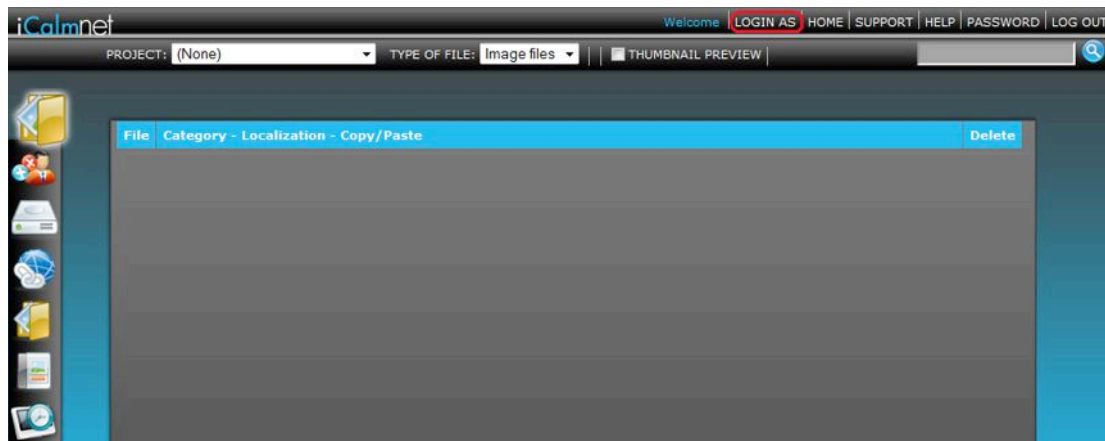 iCalmnet Welcome LOGIN AS HOME SUPPORT HELP PASSWORD LOG OUT
PROJECT: (None) TYPE OF FILE: Image files THUMBNAIL PREVIEW
File Category - Localization - Copy/Paste Delete